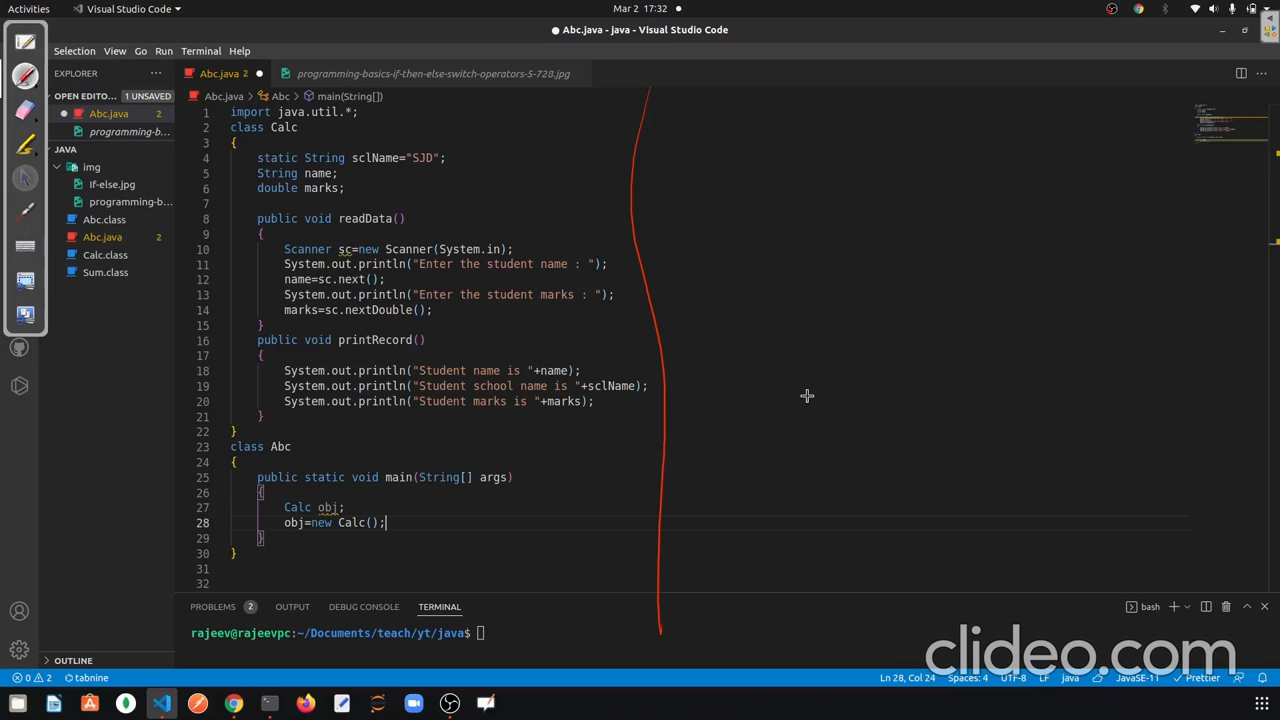 Activities
Visual Studio Code
Mar 2 17:32
Abc.java - java - Visual Studio Code
Selection View Go Run Terminal Help
EXPLORER
Abc.java 2
programming-basics-if-then-else-switch-operators-5-728.jpg
OPEN EDITO... 1 UNSAVED
Abc.java 2
programming-b...
JAVA
img
If-else.jpg
programming-b...
Abc.class
Abc.java 2
Calc.class
Sum.class
Abc.java > Abc > main(String[])
1 import java.util.*;
2 class Calc
3 {
4 static String sclName="SJD";
5 String name;
6 double marks;
7
8 public void readData()
9 {
10 Scanner sc=new Scanner(System.in);
11 System.out.println("Enter the student name : ");
12 name=sc.next();
13 System.out.println("Enter the student marks : ");
14 marks=sc.nextDouble();
15 }
16 public void printRecord()
17 {
18 System.out.println("Student name is "+name);
19 System.out.println("Student school name is "+sclName);
20 System.out.println("Student marks is "+marks);
21 }
22 }
23 class Abc
24 {
25 public static void main(String[] args)
26 {
27 Calc obj;
28 obj=new Calc();
29 }
30 }
31
32
PROBLEMS 2 OUTPUT DEBUG CONSOLE TERMINAL
bash
rajeev@rajeevpc:~/Documents/teach/yt/java$
clideo.com
OUTLINE
0 2 tabnine
Ln 28, Col 24 Spaces: 4 UTF-8 LF java JavaSE-11 Prettier